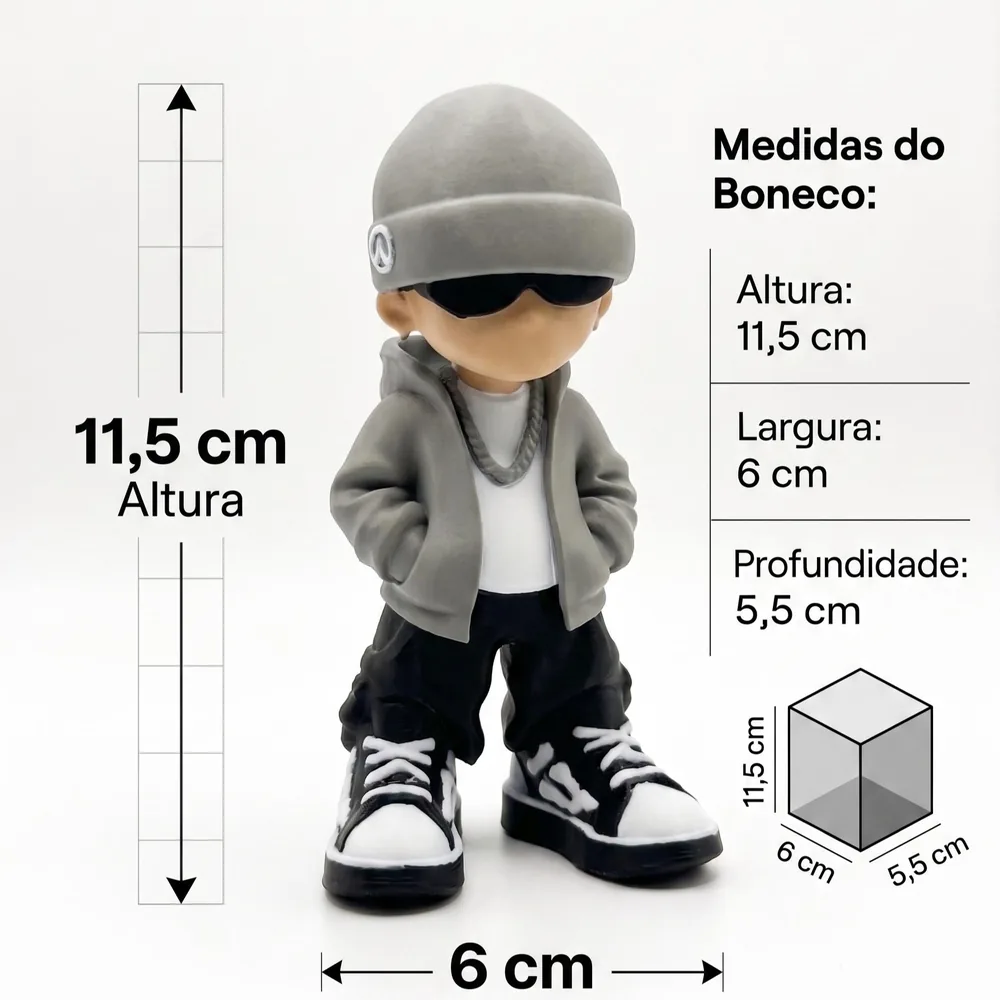 11,5 cm
Altura
Medidas do
Boneco:
Altura:
11,5 cm
Largura:
6 cm
Profundidade:
5,5 cm
11,5 cm
6 cm
5,5 cm
6 cm